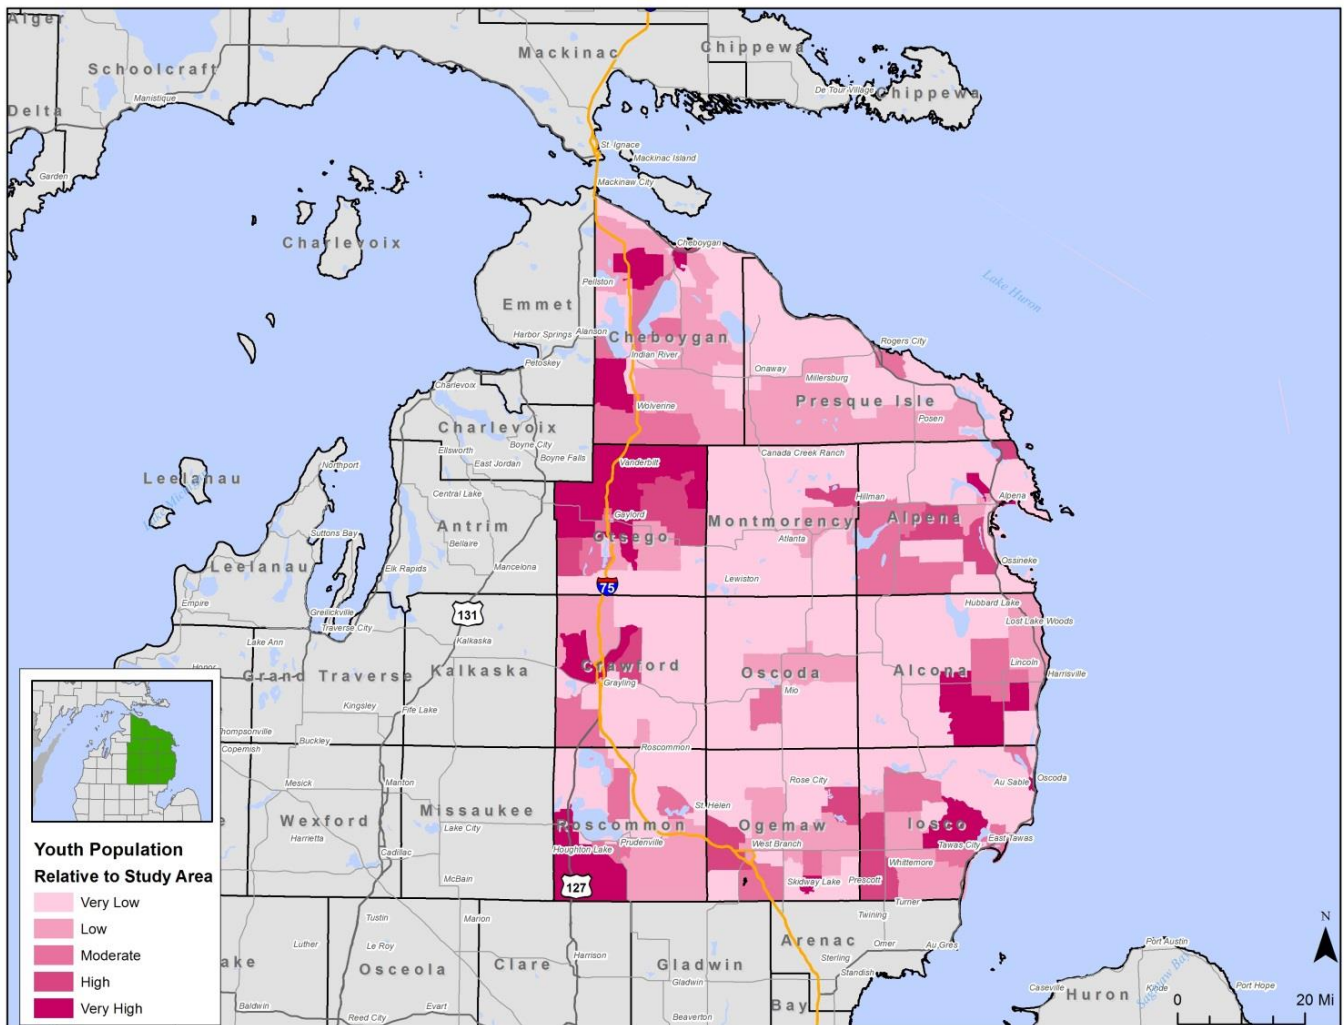 Alger
Schoolcraft
Manistique
Delta
Garden
Mackinac
Chippewa
De Tour Village
Chippewa
St. Ignace
Mackinac Island
Mackinaw City
Charlevoix
Cheboygan
Pellston
Emmet
Lake Huron
Harbor Springs
Alanson
Cheboygan
Indian River
Rogers City
Petoskey
Onaway
Millersburg
Charlevoix
Presque Isle
Wolverine
Posen
Charlevoix
Boyne City
Ellsworth
East Jordan
Boyne Falls
Vanderbilt
Canada Creek Ranch
Northport
Leelanau
Central Lake
Hillman
Alpena
Gaylord
Antrim
Otsego
Montmorency
Alpena
Suttons Bay
Bellaire
Atlanta
Leelanau
Elk Rapids
Mancelona
Ossineke
Lewiston
75
Empire
Greilickville
Traverse City
131
Hubbard Lake
Lost Lake Woods
Lake Ann
Kalkaska
Honor
Grand Traverse
Kalkaska
Crawford
Oscoda
Alcona
Lincoln
Harrisville
Grayling
Mio
Kingsley
Fife Lake
Thompsonville
Copemish
Buckley
Roscommon
Mesick
Manton
Rose City
Au Sable
Oscoda
Missaukee
St. Helen
Wexford
Lake City
Roscommon
Ogemaw
Iosco
Harrietta
Prudenville
West Branch
East Tawas
Tawas City
Cadillac
Houghton Lake
Whittemore
McBain
127
Skidway Lake
Prescott
Turner
Youth Population
Relative to Study Area
Very Low
Low
Moderate
High
Very High
Tustin
Marion
Twining
Luther
Le Roy
Arenac
Omer
Au Gres
ake
Osceola
Clare
Harrison
Gladwin
Sterling
Standish
Gladwin
Baldwin
Evart
Reed City
Beaverton
Bay
Port Austin
Saginaw Bay
Caseville
Kinde
Port Hope
Huron
N
0
20 Mi